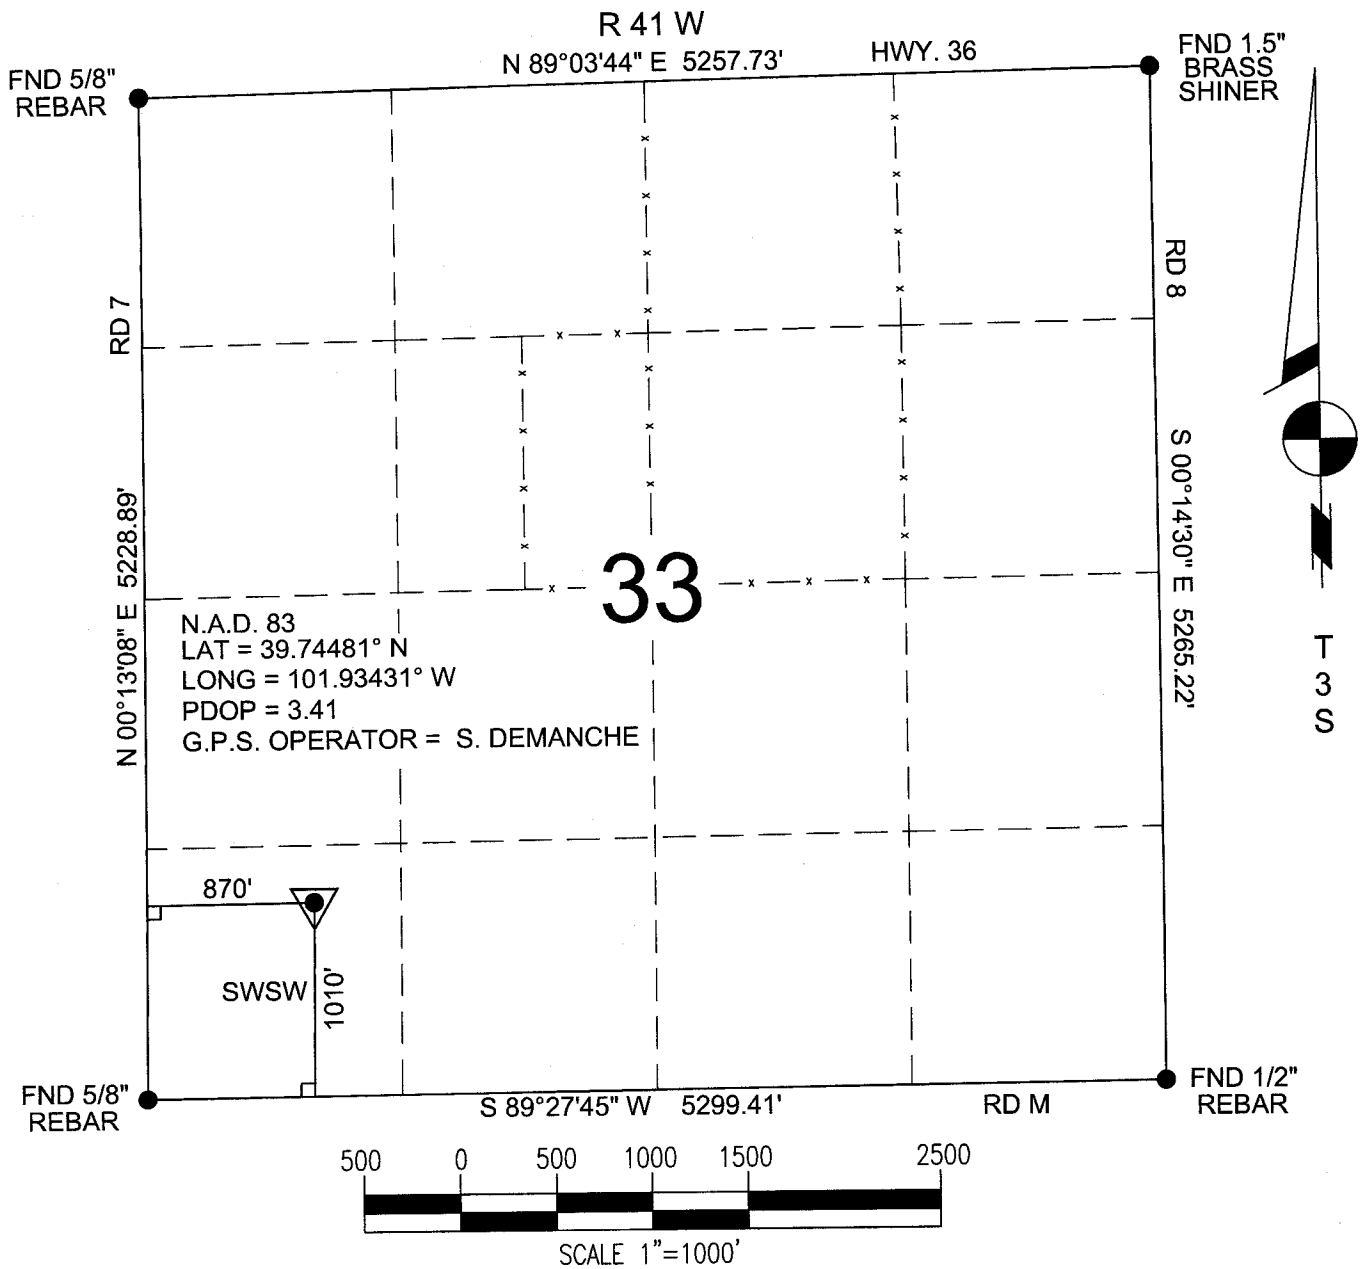 R 41 W
N 89°03'44" E 5257.73'
HWY. 36
FND 5/8"
REBAR
FND 1.5"
BRASS
SHINER
RD 7
RD 8
N 00°13'08" E 5228.89'
S 00°14'30" E 5265.22'
33
N.A.D. 83
LAT = 39.74481° N
LONG = 101.93431° W
PDOP = 3.41
G.P.S. OPERATOR = S. DEMANCHE
T
3
S
870'
SWSW
1010'
FND 5/8"
REBAR
S 89°27'45" W 5299.41'
RD M
FND 1/2"
REBAR
500 0 500 1000 1500 2500
SCALE 1"=1000'